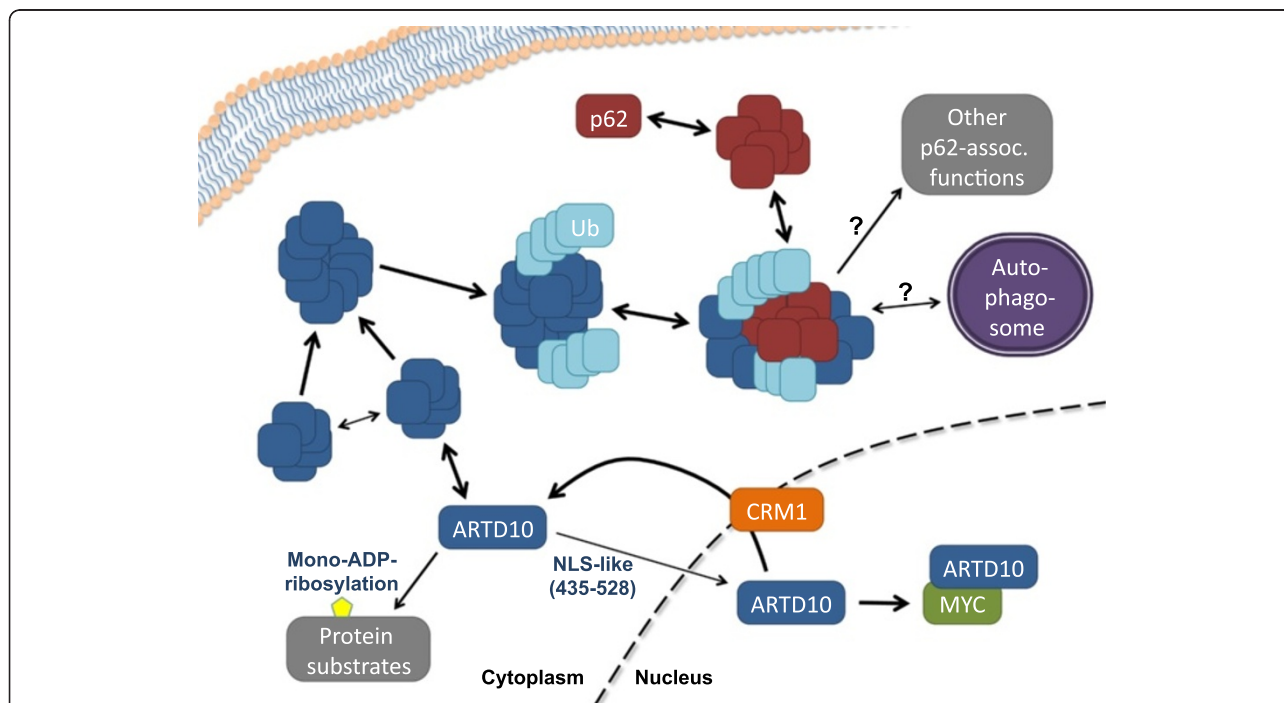 p62
Other
p62-assoc.
functions
?
Ub
Auto-
phago-
some
?
CRM1
ARTD10
Mono-ADP-
ribosylation
NLS-like
(435-528)
ARTD10
MYC
ARTD10
Protein
substrates
Cytoplasm
Nucleus